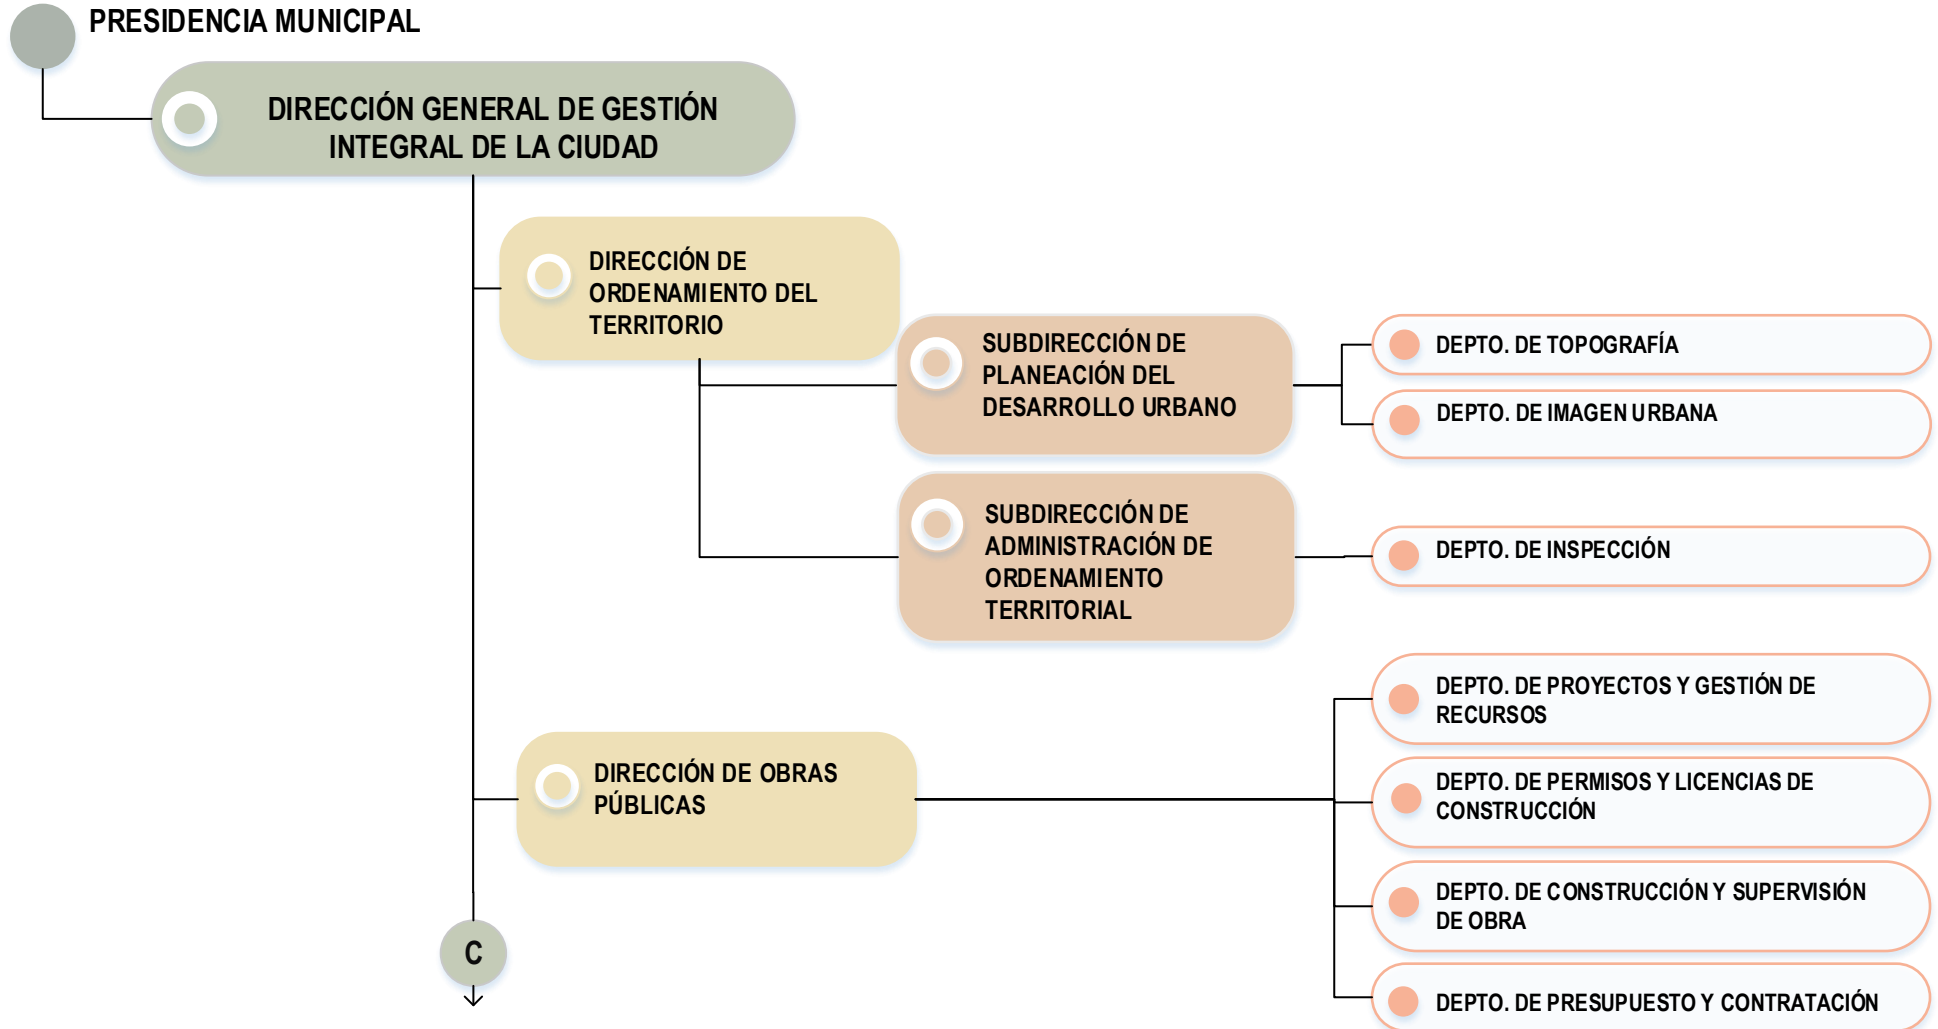 PRESIDENCIA MUNICIPAL
DIRECCIÓN GENERAL DE GESTIÓN
INTEGRAL DE LA CIUDAD
DIRECCIÓN DE
ORDENAMIENTO DEL
TERRITORIO
SUBDIRECCIÓN DE
PLANEACIÓN DEL
DESARROLLO URBANO
DEPTO. DE TOPOGRAFÍA
DEPTO. DE IMAGEN URBANA
SUBDIRECCIÓN DE
ADMINISTRACIÓN DE
ORDENAMIENTO
TERRITORIAL
DEPTO. DE INSPECCIÓN
DIRECCIÓN DE OBRAS
PÚBLICAS
DEPTO. DE PROYECTOS Y GESTIÓN DE
RECURSOS
DEPTO. DE PERMISOS Y LICENCIAS DE
CONSTRUCCIÓN
DEPTO. DE CONSTRUCCIÓN Y SUPERVISIÓN
DE OBRA
DEPTO. DE PRESUPUESTO Y CONTRATACIÓN
C